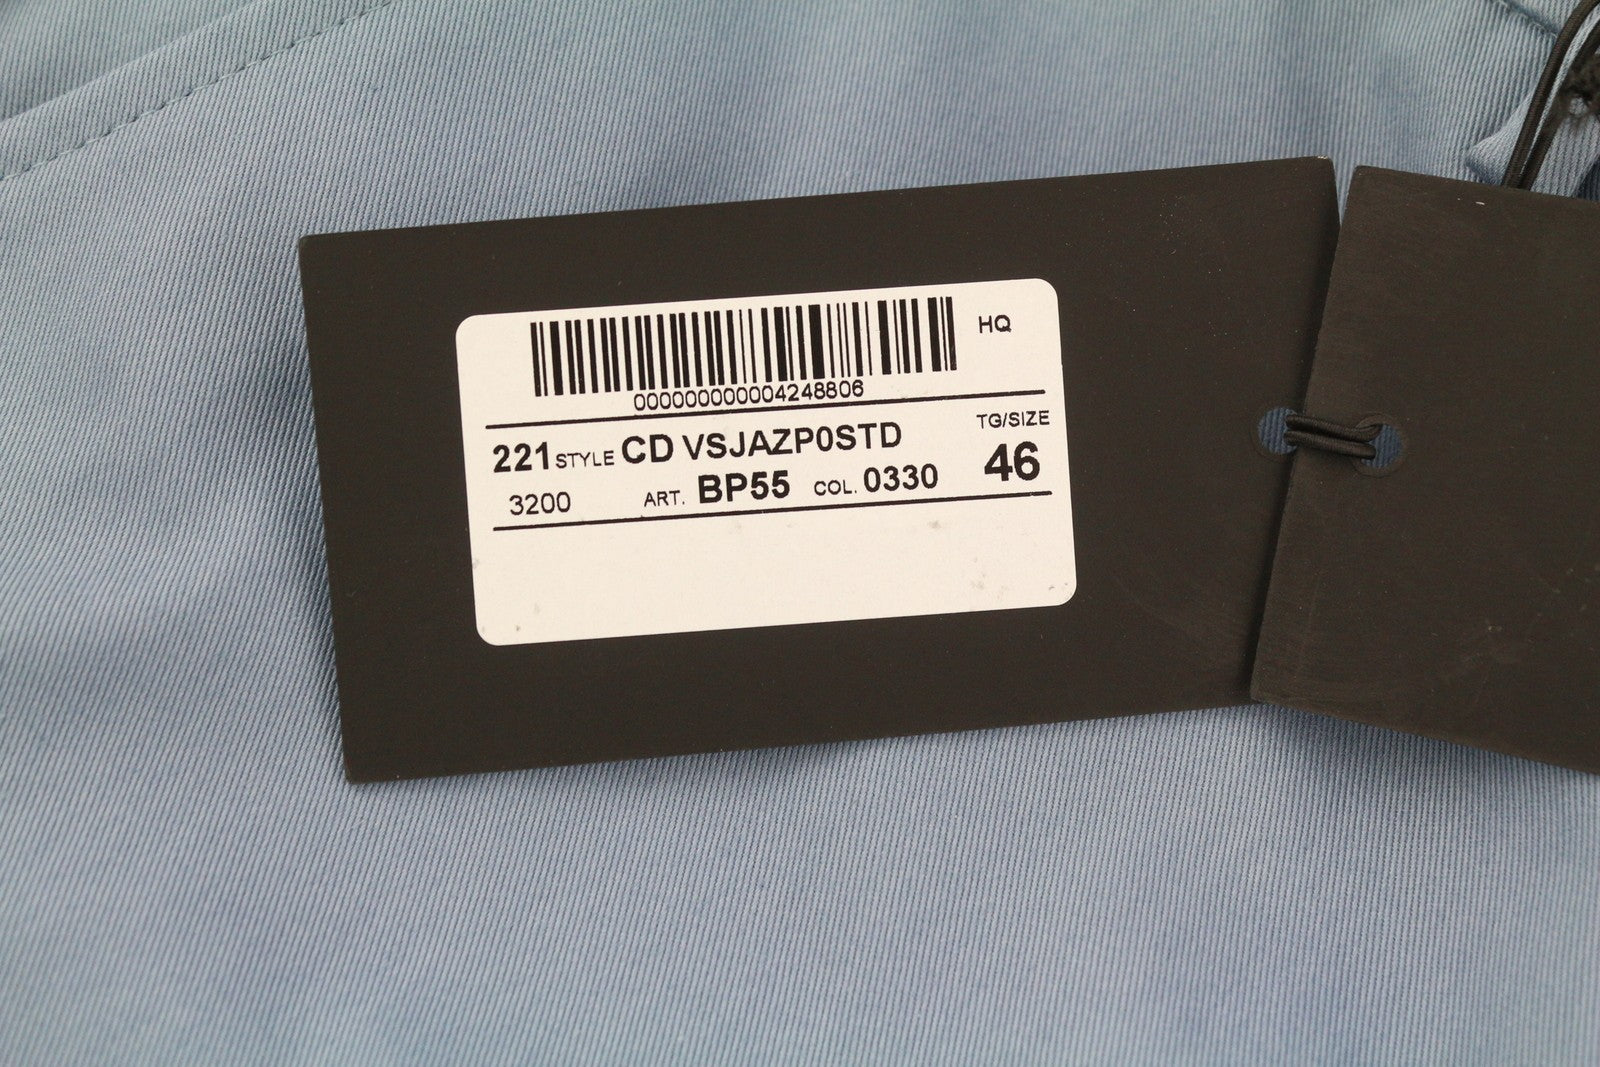 HQ
000000000004248806
221 STYLE CD VSJAZP0STD TG/SIZE
3200 ART. BP55 COL. 0330 46